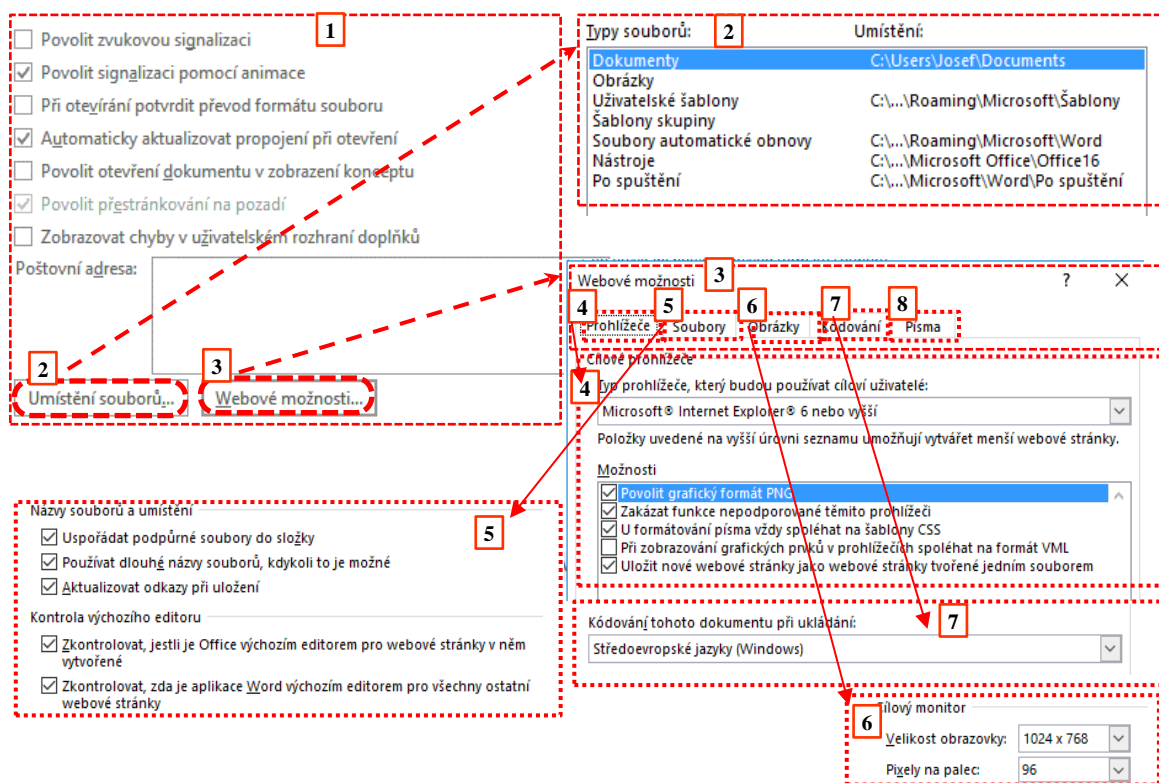 1
Povolit zvukovou signalizaci
Povolit signalizaci pomocí animace
Při otevírání potvrdit převod formátu souboru
Automaticky aktualizovat propojení při otevření
Povolit otevření dokumentu v zobrazení konceptu
Povolit přestránkování na pozadí
Zobrazovat chyby v uživatelském rozhraní doplňků
Poštovní adresa:
2
3
Umístění souborů...
Webové možnosti...
2
Typy souborů: Umístění:
Dokumenty C:\Users\Josef\Documents
Obrázky
Uživatelské šablony C:\...\Roaming\Microsoft\Šablony
Šablony skupiny
Soubory automatické obnovy C:\...\Roaming\Microsoft\Word
Nástroje C:\...\Microsoft Office\Office16
Po spuštění C:\...\Microsoft\Word\Po spuštění
Webové možnosti 3 ? ×
4 5 6 7 8
Prohlížeče Soubory Obrázky Kódování Písma
Cílové prohlížeče
4
Typ prohlížeče, který budou používat cíloví uživatelé:
Microsoft® Internet Explorer® 6 nebo vyšší
Položky uvedené na vyšší úrovni seznamu umožňují vytvářet menší webové stránky.
Možnosti
Povolit grafický formát PNG
Zakázat funkce nepodporované těmito prohlížeči
U formátování písma vždy spoléhat na šablony CSS
Při zobrazování grafických prvků v prohlížečích spoléhat na formát VML
Uložit nové webové stránky jako webové stránky tvořené jedním souborem
Názvy souborů a umístění
5
Uspořádat podpůrné soubory do složky
Používat dlouhé názvy souborů, kdykoli to je možné
Aktualizovat odkazy při uložení
Kontrola výchozího editoru
Zkontrolovat, jestli je Office výchozím editorem pro webové stránky v něm
vytvořené
Zkontrolovat, zda je aplikace Word výchozím editorem pro všechny ostatní
webové stránky
7
Kódování tohoto dokumentu při ukládání:
Středoevropské jazyky (Windows)
6
Cílový monitor
Velikost obrazovky: 1024 x 768
Pixely na palec: 96